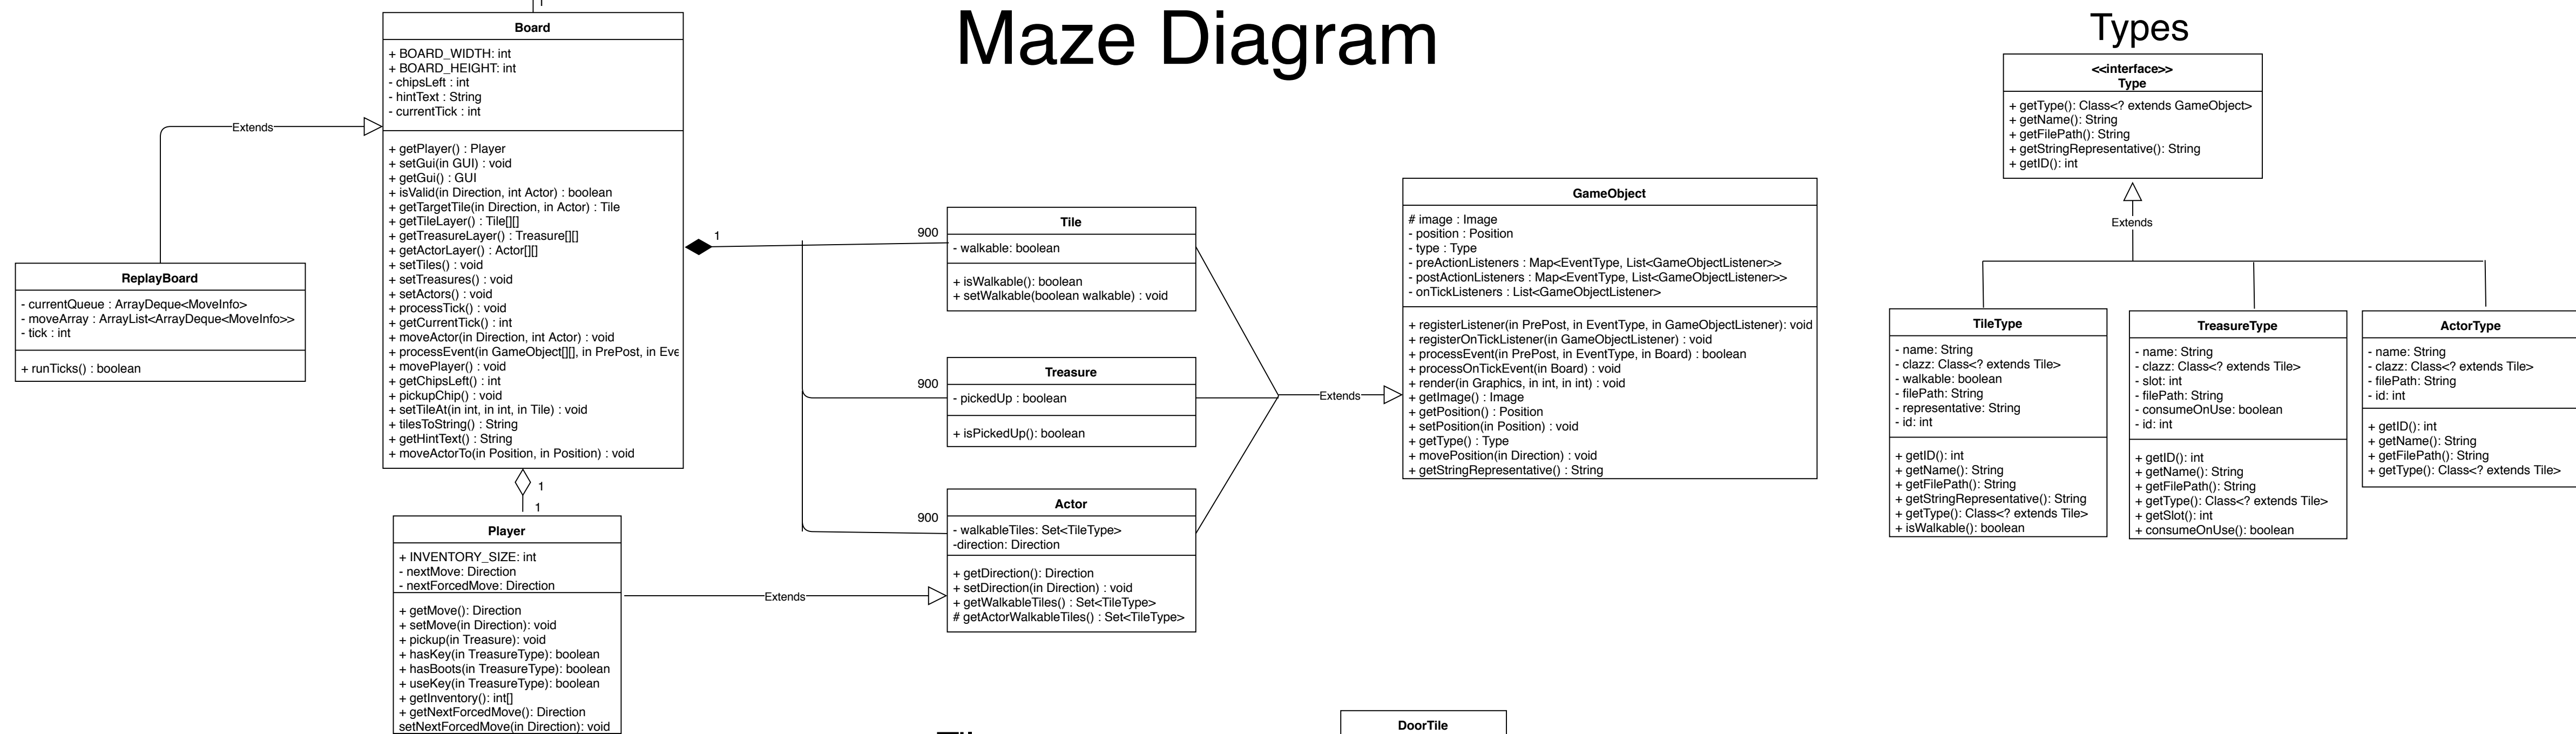 1
Maze Diagram
Types
Board
+ BOARD_WIDTH: int
+ BOARD_HEIGHT: int
- chipsLeft : int
- hintText : String
- currentTick : int
+ getPlayer() : Player
+ setGui(in GUI) : void
+ getGui() : GUI
+ isValid(in Direction, int Actor) : boolean
+ getTargetTile(in Direction, in Actor) : Tile
+ getTileLayer() : Tile[][]
+ getTreasureLayer() : Treasure[][]
+ getActorLayer() : Actor[][]
+ setTiles() : void
+ setTreasures() : void
+ setActors() : void
+ processTick() : void
+ getCurrentTick() : int
+ moveActor(in Direction, int Actor) : void
+ processEvent(in GameObject[][], in PrePost, in Eve
+ movePlayer() : void
+ getChipsLeft() : int
+ pickupChip() : void
+ setTileAt(in int, in int, in Tile) : void
+ tilesToString() : String
+ getHintText() : String
+ moveActorTo(in Position, in Position) : void
Extends
ReplayBoard
- currentQueue : ArrayDeque<MoveInfo>
- moveArray : ArrayList<ArrayDeque<MoveInfo>>
- tick : int
+ runTicks() : boolean
1
1
Player
+ INVENTORY_SIZE: int
- nextMove: Direction
- nextForcedMove: Direction
+ getMove(): Direction
+ setMove(in Direction): void
+ pickup(in Treasure): void
+ hasKey(in TreasureType): boolean
+ hasBoots(in TreasureType): boolean
+ useKey(in TreasureType): boolean
+ getInventory(): int[]
+ getNextForcedMove(): Direction
setNextForcedMove(in Direction): void
Extends
1
900
Tile
- walkable: boolean
+ isWalkable(): boolean
+ setWalkable(boolean walkable) : void
900
Treasure
- pickedUp : boolean
+ isPickedUp(): boolean
900
Actor
- walkableTiles: Set<TileType>
-direction: Direction
+ getDirection(): Direction
+ setDirection(in Direction) : void
+ getWalkableTiles() : Set<TileType>
# getActorWalkableTiles() : Set<TileType>
Extends
GameObject
# image : Image
- position : Position
- type : Type
- preActionListeners : Map<EventType, List<GameObjectListener>>
- postActionListeners : Map<EventType, List<GameObjectListener>>
- onTickListeners : List<GameObjectListener>
+ registerListener(in PrePost, in EventType, in GameObjectListener): void
+ registerOnTickListener(in GameObjectListener) : void
+ processEvent(in PrePost, in EventType, in Board) : boolean
+ processOnTickEvent(in Board) : void
+ render(in Graphics, in int, in int) : void
+ getImage() : Image
+ getPosition() : Position
+ setPosition(in Position) : void
+ getType() : Type
+ movePosition(in Direction) : void
+ getStringRepresentative() : String
<<interface>>
Type
+ getType(): Class<? extends GameObject>
+ getName(): String
+ getFilePath(): String
+ getStringRepresentative(): String
+ getID(): int
Extends
TileType
- name: String
- clazz: Class<? extends Tile>
- walkable: boolean
- filePath: String
- representative: String
- id: int
+ getID(): int
+ getName(): String
+ getFilePath(): String
+ getStringRepresentative(): String
+ getType(): Class<? extends Tile>
+ isWalkable(): boolean
TreasureType
- name: String
- clazz: Class<? extends Tile>
- slot: int
- filePath: String
- consumeOnUse: boolean
- id: int
+ getID(): int
+ getName(): String
+ getFilePath(): String
+ getType(): Class<? extends Tile>
+ getSlot(): int
+ consumeOnUse(): boolean
ActorType
- name: String
- clazz: Class<? extends Tile>
- filePath: String
- id: int
+ getID(): int
+ getName(): String
+ getFilePath(): String
+ getType(): Class<? extends Tile>
DoorTile